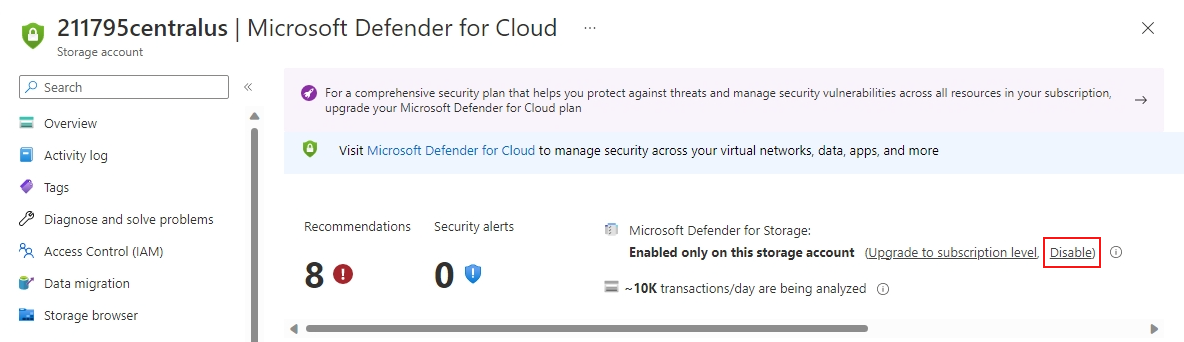 211795centralus | Microsoft Defender for Cloud ...
Storage account
Search
«
Overview
Activity log
Tags
Diagnose and solve problems
Access Control (IAM)
Data migration
Storage browser
For a comprehensive security plan that helps you protect against threats and manage security vulnerabilities across all resources in your subscription,
upgrade your Microsoft Defender for Cloud plan
Visit Microsoft Defender for Cloud to manage security across your virtual networks, data, apps, and more
Recommendations
8
Security alerts
0
Microsoft Defender for Storage:
Enabled only on this storage account (Upgrade to subscription level, Disable)
~10K transactions/day are being analyzed